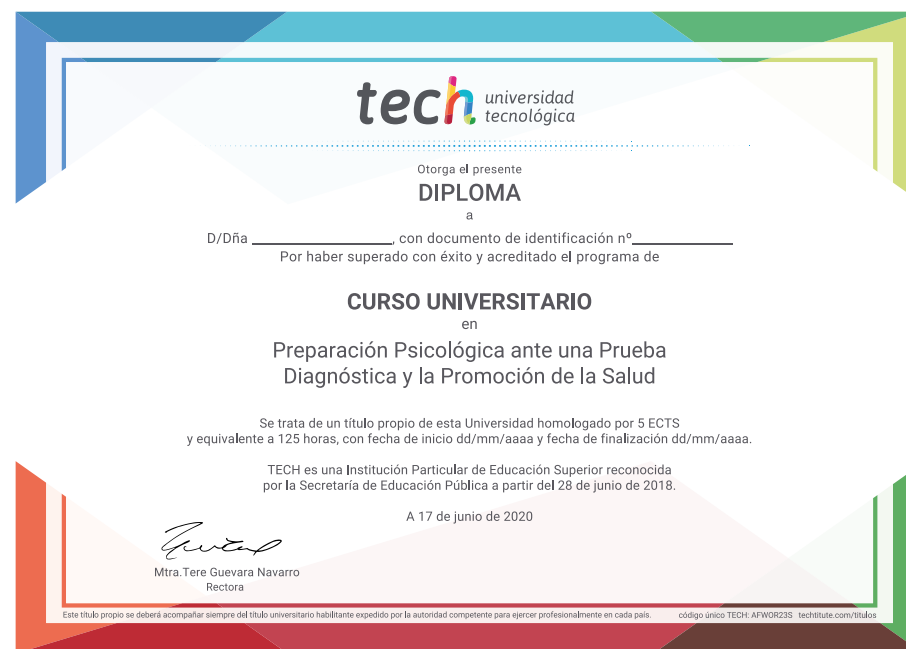 tech universidad
tecnológica
Otorga el presente
DIPLOMA
a
D/Dña ____________________, con documento de identificación nº______________
Por haber superado con éxito y acreditado el programa de
CURSO UNIVERSITARIO
en
Preparación Psicológica ante una Prueba
Diagnóstica y la Promoción de la Salud
Se trata de un título propio de esta Universidad homologado por 5 ECTS
y equivalente a 125 horas, con fecha de inicio dd/mm/aaaa y fecha de finalización dd/mm/aaaa.
TECH es una Institución Particular de Educación Superior reconocida
por la Secretaría de Educación Pública a partir del 28 de junio de 2018.
A 17 de junio de 2020
Mtra.Tere Guevara Navarro
Rectora
Este título propio se deberá acompañar siempre del título universitario habilitante expedido por la autoridad competente para ejercer profesionalmente en cada país. código único TECH: AFWOR23S techtitute.com/titulos